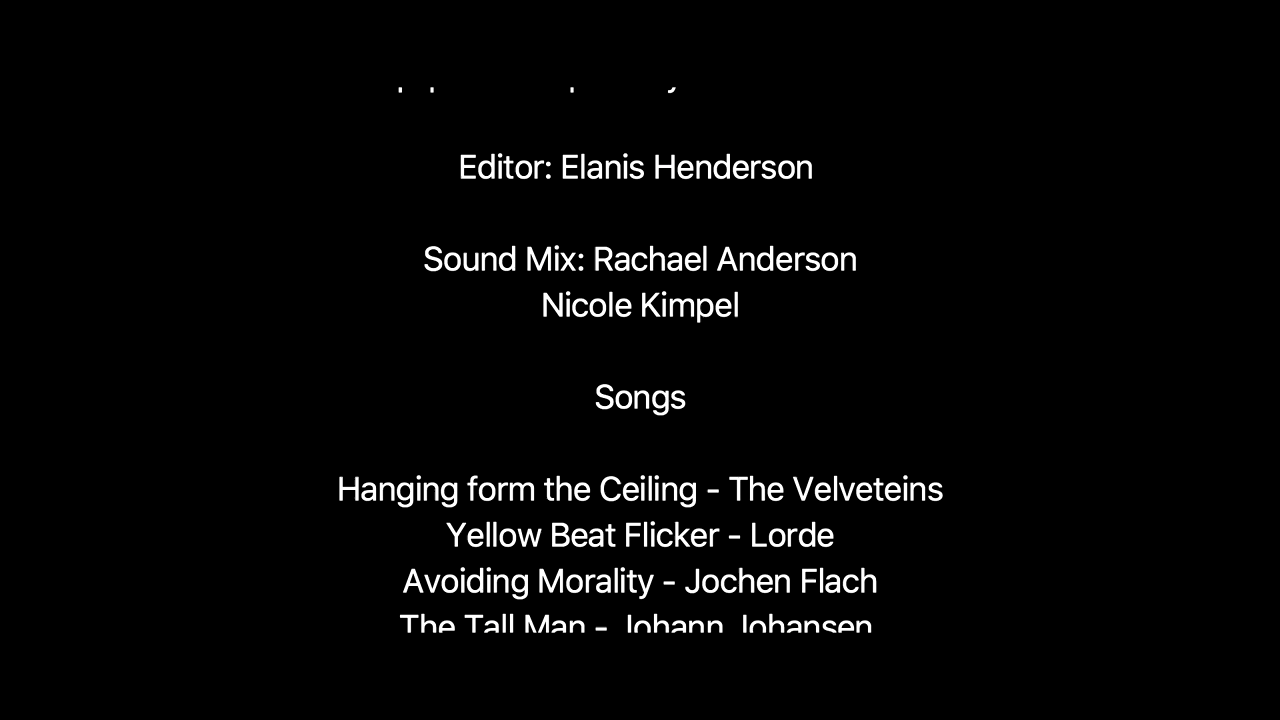 Editor: Elanis Henderson
Sound Mix: Rachael Anderson
Nicole Kimpel
Songs
Hanging form the Ceiling - The Velveteins
Yellow Beat Flicker - Lorde
Avoiding Morality - Jochen Flach
The Tall Man - Johann Johansen